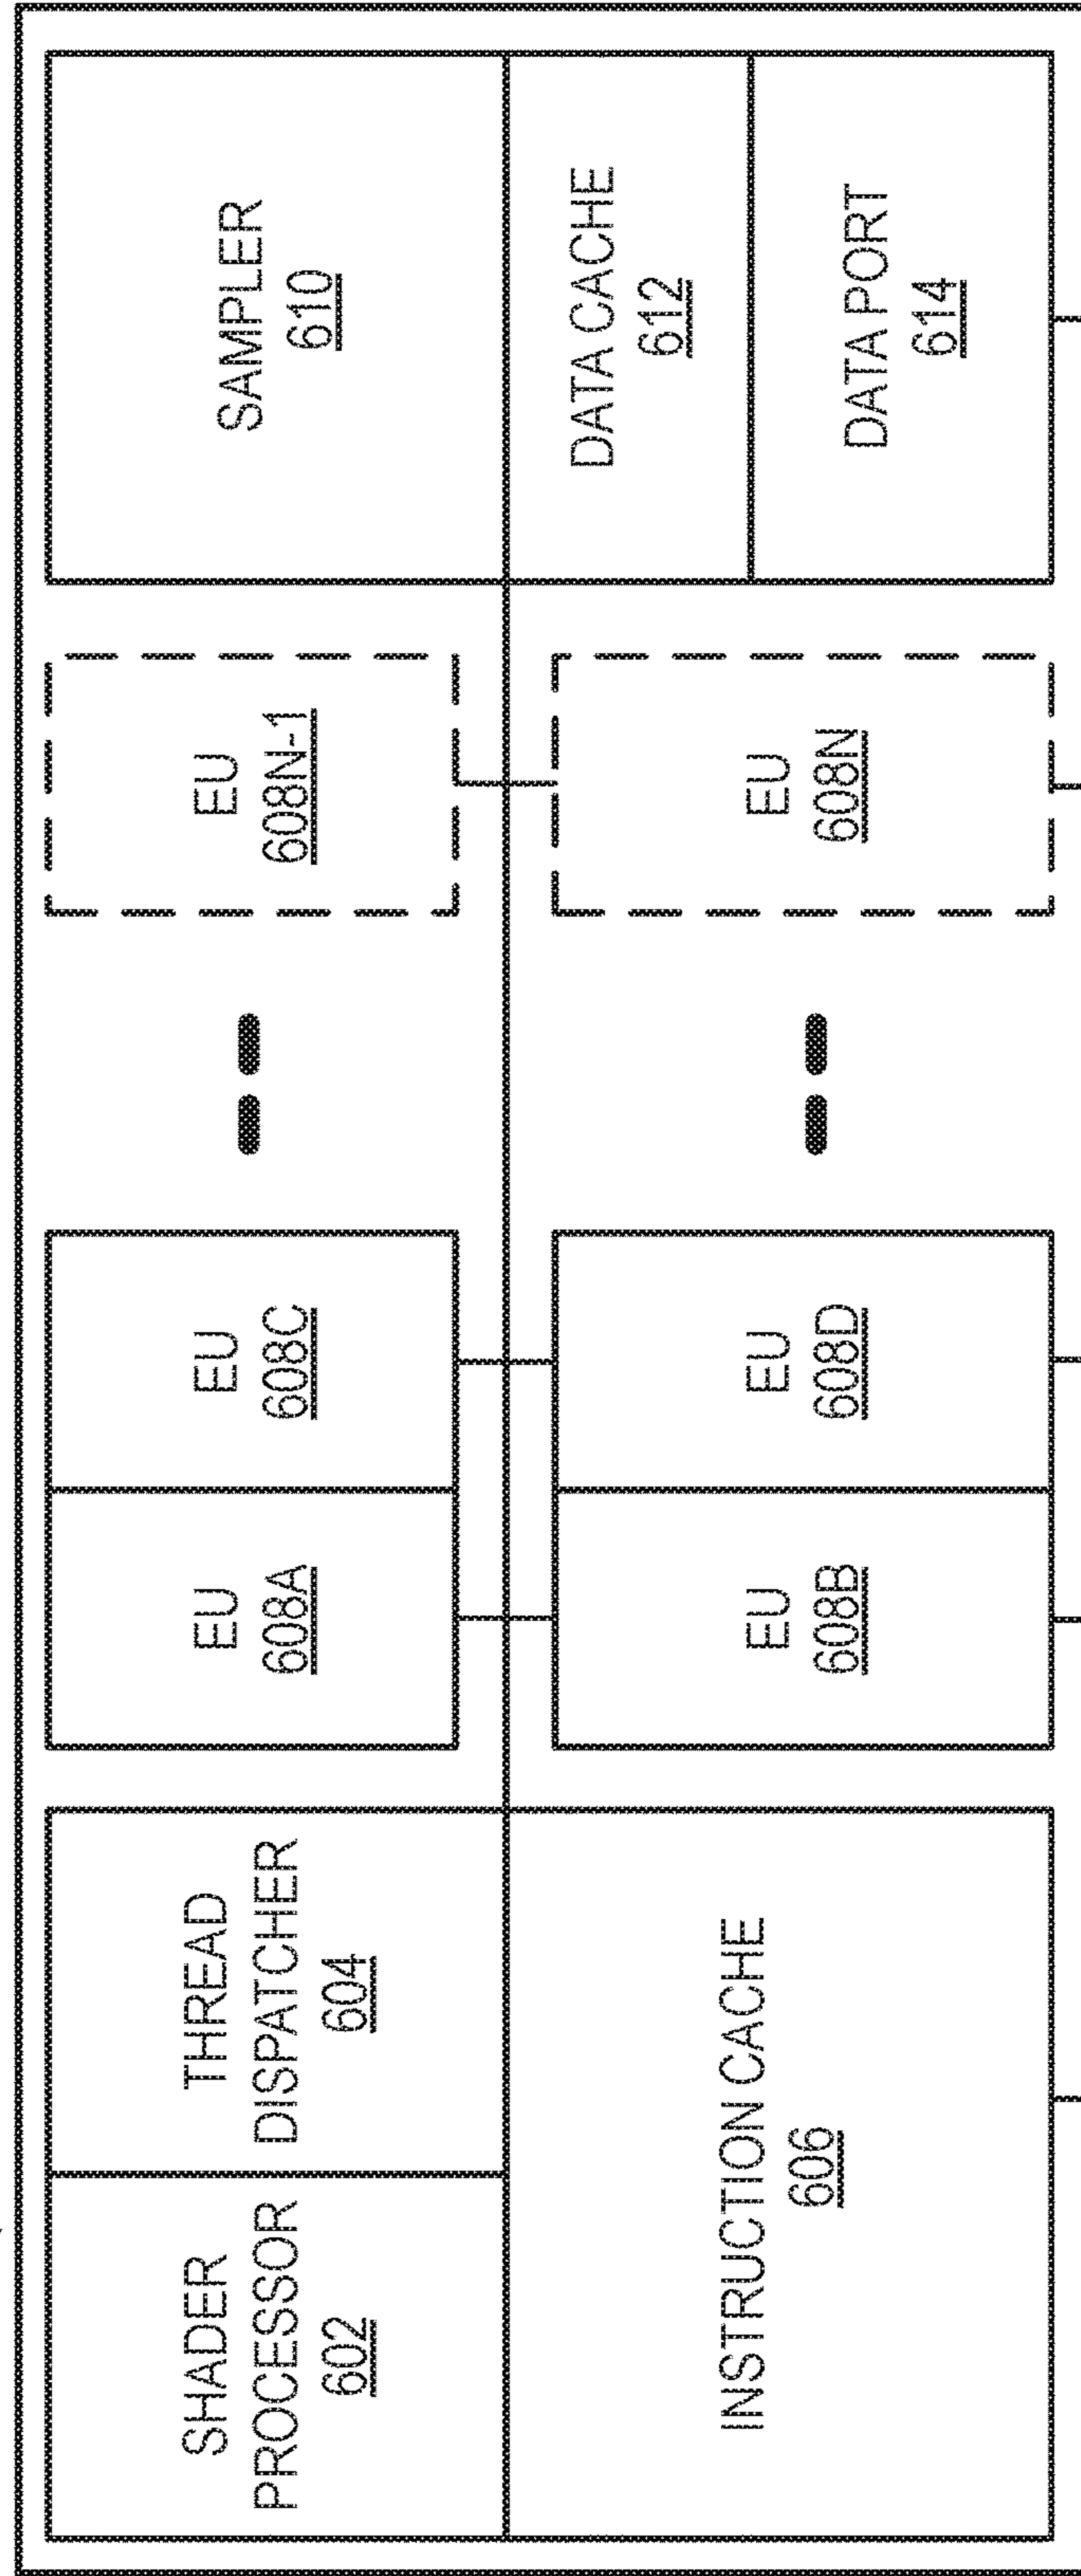 SHADER
PROCESSOR
602
THREAD
DISPATCHER
604
INSTRUCTION CACHE
606
EU
608A
EU
608C
EU
608B
EU
608D
EU
608N-1
EU
608N
SAMPLER
610
DATA CACHE
612
DATA PORT
614